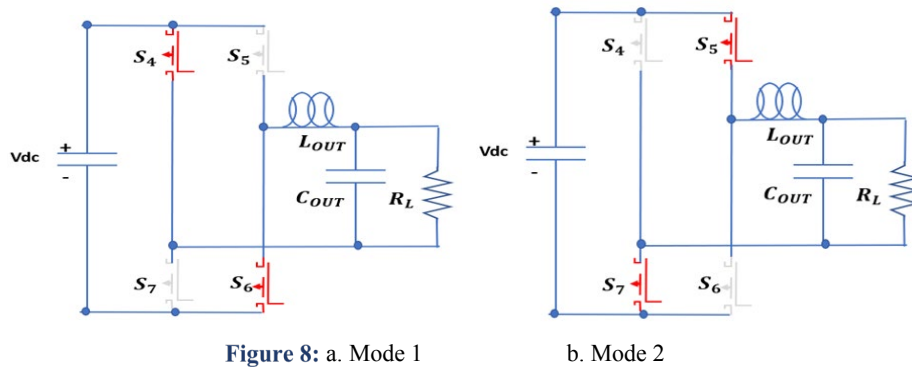 S4
S5
Vdc
+
-
LOUT
COUT
RL
S7
S6
S4
S5
Vdc
+
-
LOUT
COUT
RL
S7
S6
Figure 8: a. Mode 1 b. Mode 2